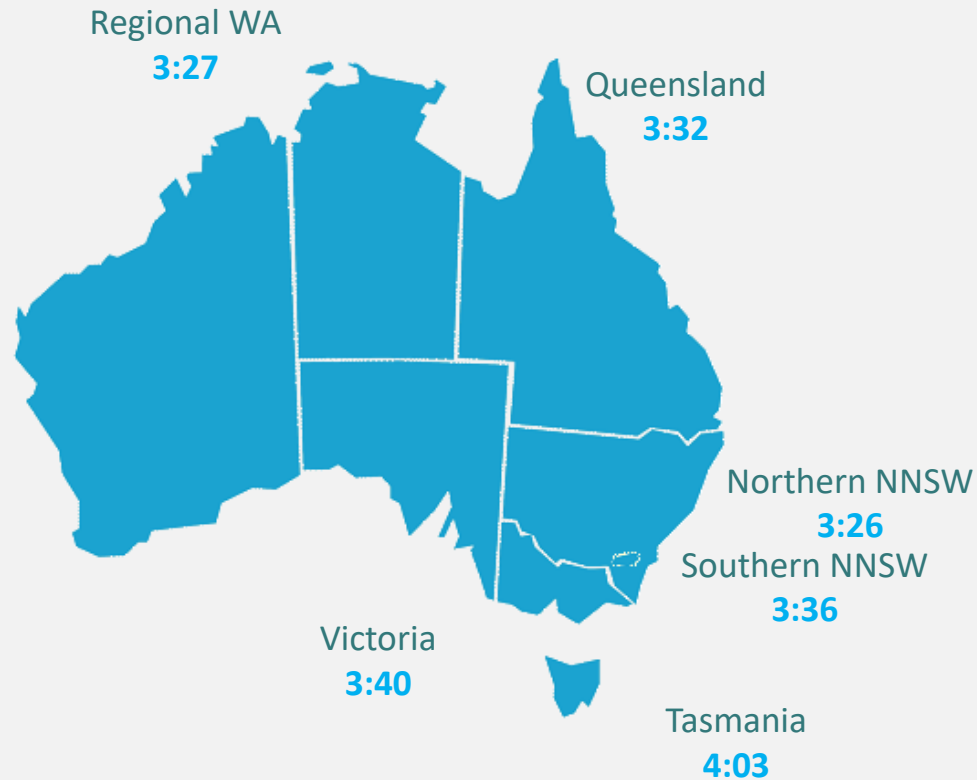 Regional WA
3:27
Queensland
3:32
Northern NNSW
3:26
Southern NNSW
3:36
Victoria
3:40
Tasmania
4:03